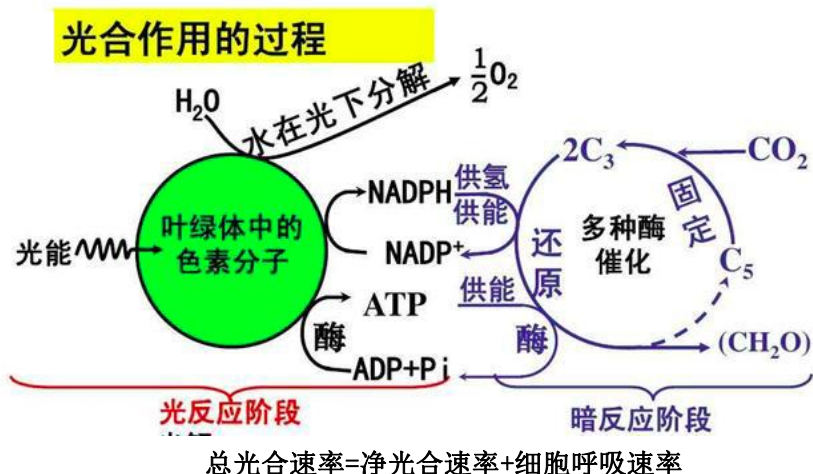 光合作用的过程
H₂O
水在光下分解
½O₂
光能
叶绿体中的
色素分子
NADPH
供氢
供能
NADP⁺
ATP
供能
酶
ADP+Pi
2C₃
CO₂
固定
还原
多种酶
催化
C₅
酶
(CH₂O)
光反应阶段
暗反应阶段
总光合速率=净光合速率+细胞呼吸速率